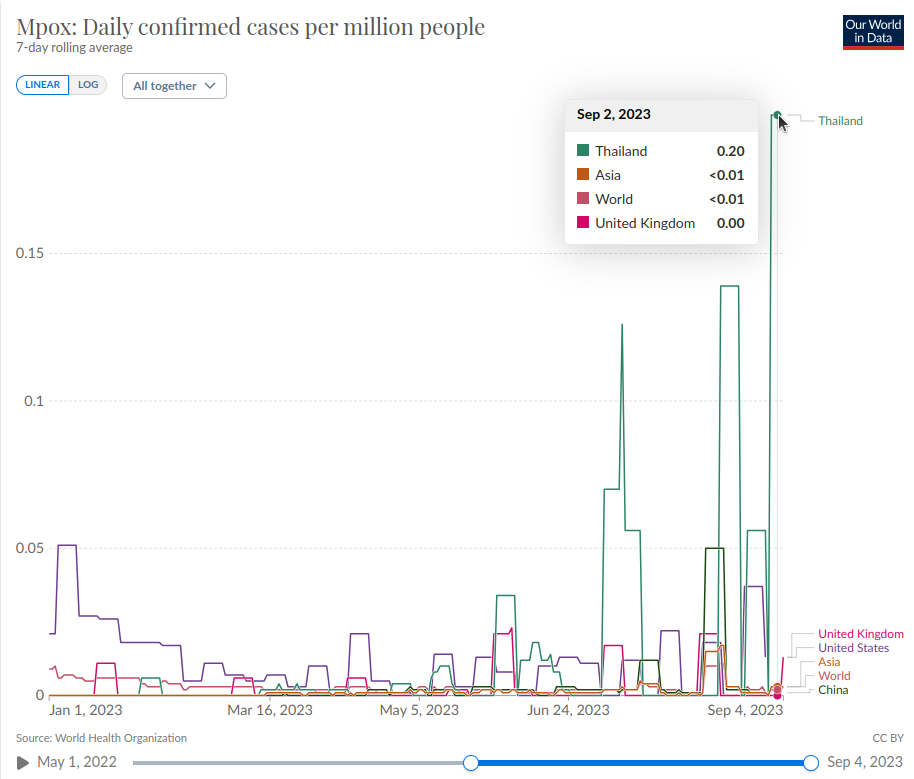 Mpox: Daily confirmed cases per million people
7-day rolling average
Our World
in Data
LINEAR LOG All together
Sep 2, 2023
Thailand 0.20
Asia <0.01
World <0.01
United Kingdom 0.00
Thailand
0.15
0.1
0.05
0
United Kingdom
United States
Asia
World
China
Jan 1, 2023 Mar 16, 2023 May 5, 2023 Jun 24, 2023 Sep 4, 2023
Source: World Health Organization CC BY
May 1, 2022 Sep 4, 2023